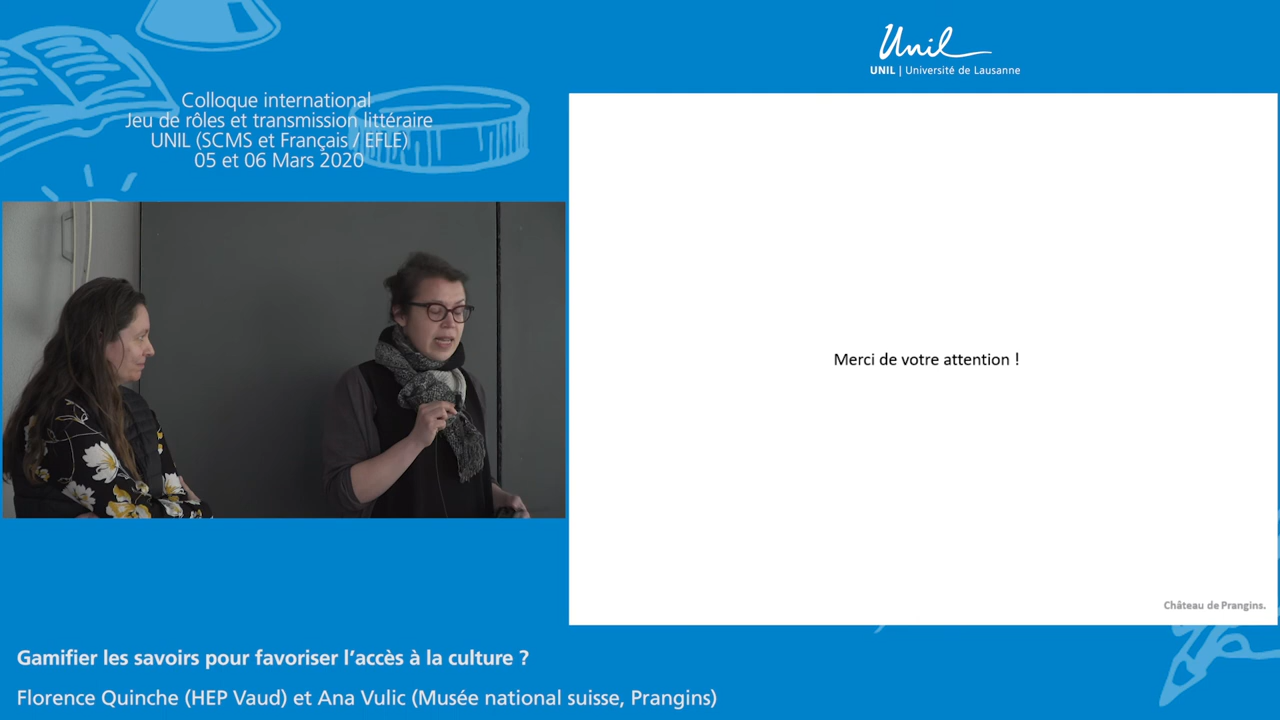 Unil
UNIL | Université de Lausanne
Colloque international
Jeu de rôles et transmission littéraire
UNIL (SCMS et Français / EFLE)
05 et 06 Mars 2020
Merci de votre attention !
Château de Prangins.
Gamifier les savoirs pour favoriser l'accès à la culture ?
Florence Quinche (HEP Vaud) et Ana Vulic (Musée national suisse, Prangins)